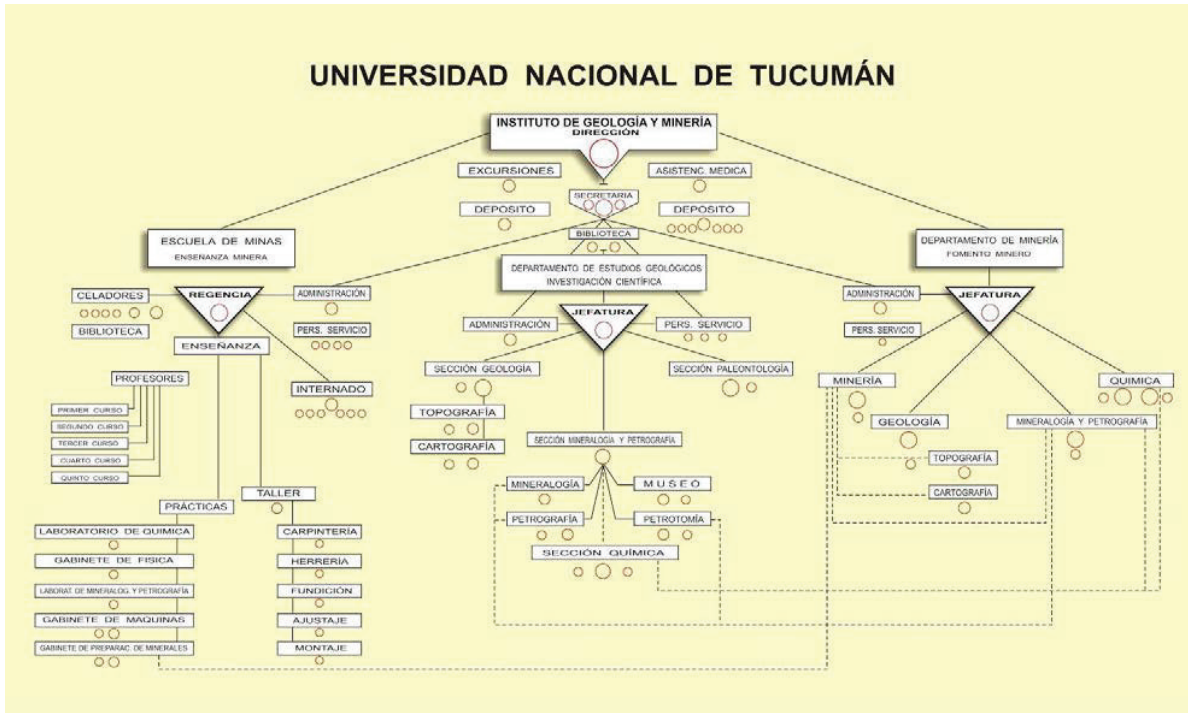 UNIVERSIDAD NACIONAL DE TUCUMÁN
INSTITUTO DE GEOLOGÍA Y MINERÍA
DIRECCIÓN
EXCURSIONES
ASISTENC. MEDICA
SECRETARIA
DEPOSITO
DEPOSITO
BIBLIOTECA
ESCUELA DE MINAS
ENSEÑANZA MINERA
DEPARTAMENTO DE ESTUDIOS GEOLÓGICOS
INVESTIGACIÓN CIENTÍFICA
DEPARTAMENTO DE MINERÍA
FOMENTO MINERO
CELADORES
REGENCIA
ADMINISTRACIÓN
BIBLIOTECA
PERS. SERVICIO
ENSEÑANZA
PROFESORES
INTERNADO
PRIMER CURSO
SEGUNDO CURSO
TERCER CURSO
CUARTO CURSO
QUINTO CURSO
PRÁCTICAS
TALLER
LABORATORIO DE QUIMICA
GABINETE DE FISICA
LABORAT. DE MINERALOG. Y PETROGRAFÍA
GABINETE DE MAQUINAS
GABINETE DE PREPARAC. DE MINERALES
CARPINTERÍA
HERRERÍA
FUNDICIÓN
AJUSTAJE
MONTAJE
ADMINISTRACIÓN
JEFATURA
PERS. SERVICIO
SECCIÓN GEOLOGÍA
SECCIÓN PALEONTOLOGÍA
TOPOGRAFÍA
CARTOGRAFÍA
SECCIÓN MINERALOGÍA Y PETROGRAFÍA
MINERALOGÍA
MUSEO
PETROGRAFÍA
PETROTOMÍA
SECCIÓN QUÍMICA
ADMINISTRACIÓN
JEFATURA
PERS. SERVICIO
MINERÍA
QUIMICA
GEOLOGÍA
MINERALOGÍA Y PETROGRAFÍA
TOPOGRAFÍA
CARTOGRAFÍA